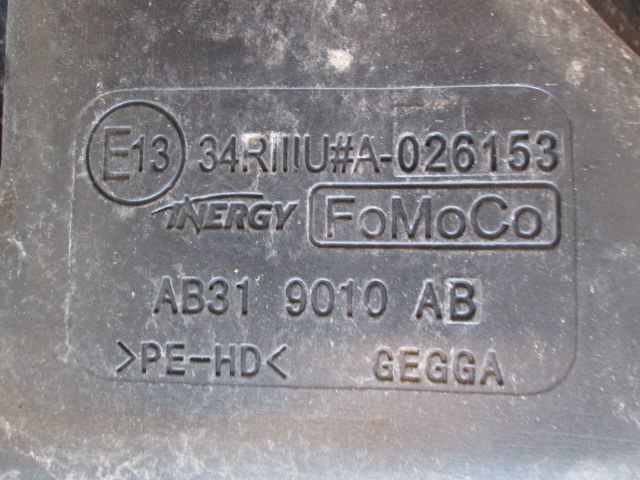 E13 34RIIIU#A-026153
INERGY FoMoCo
AB31 9010 AB
>PE-HD< GEGGA